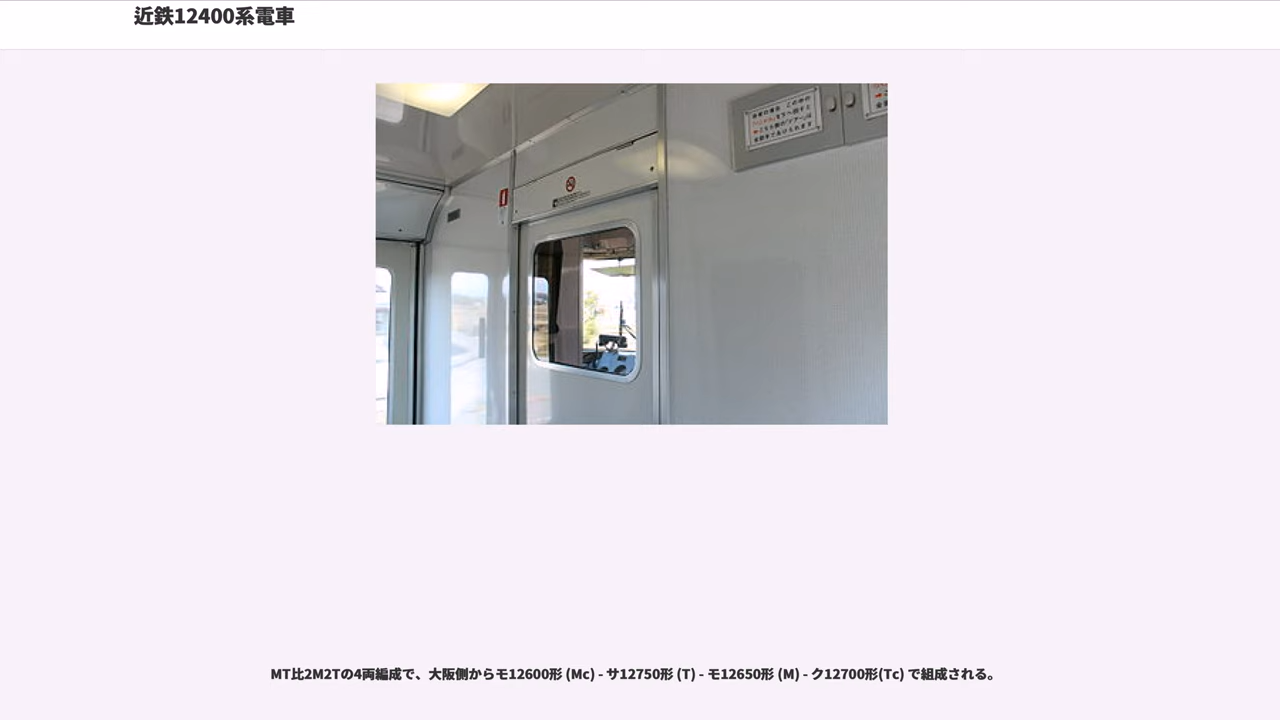 近鉄12400系電車
MT比2M2Tの4両編成で、大阪側からモ12600形 (Mc) - サ12750形 (T) - モ12650形 (M) - ク12700形(Tc) で組成される。